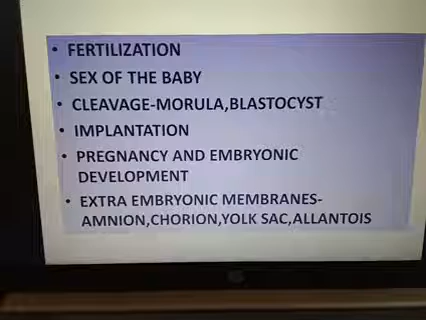 • FERTILIZATION
• SEX OF THE BABY
• CLEAVAGE-MORULA,BLASTOCYST
• IMPLANTATION
• PREGNANCY AND EMBRYONIC
DEVELOPMENT
• EXTRA EMBRYONIC MEMBRANES-
AMNION,CHORION,YOLK SAC,ALLANTOIS